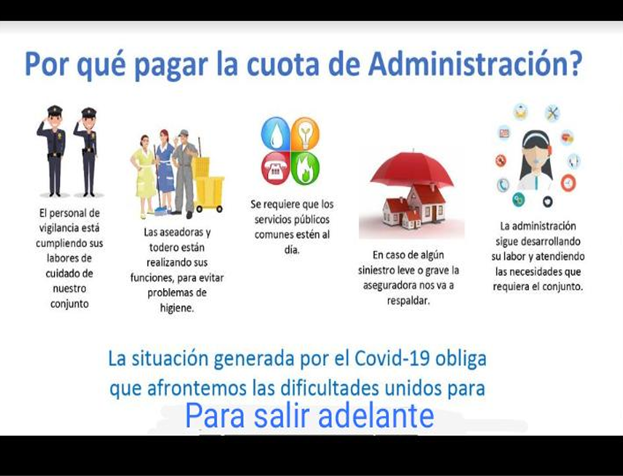 Por qué pagar la cuota de Administración?
El personal de
vigilancia está
cumpliendo sus
labores de
cuidado de
nuestro
conjunto
Las aseadoras y
todero están
realizando sus
funciones, para evitar
problemas de
higiene.
Se requiere que los
servicios públicos
comunes estén al
día.
En caso de algún
siniestro leve o grave la
aseguradora nos va a
respaldar.
La administración
sigue desarrollando
su labor y atendiendo
las necesidades que
requiera el conjunto.
La situación generada por el Covid-19 obliga
que afrontemos las dificultades unidos para
Para salir adelante